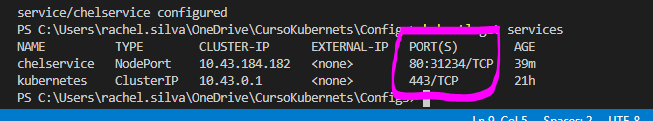 service/chelservice configured
PS C:\Users\rachel.silva\OneDrive\CursoKubernets\Configs> get services
NAME TYPE CLUSTER-IP EXTERNAL-IP PORT(S) AGE
chelservice NodePort 10.43.184.182 <none> 80:31234/TCP 39m
kubernetes ClusterIP 10.43.0.1 <none> 443/TCP 21h
PS C:\Users\rachel.silva\OneDrive\CursoKubernets\Configs>
Ln 9, Col 5 Spaces: 2 UTF-8